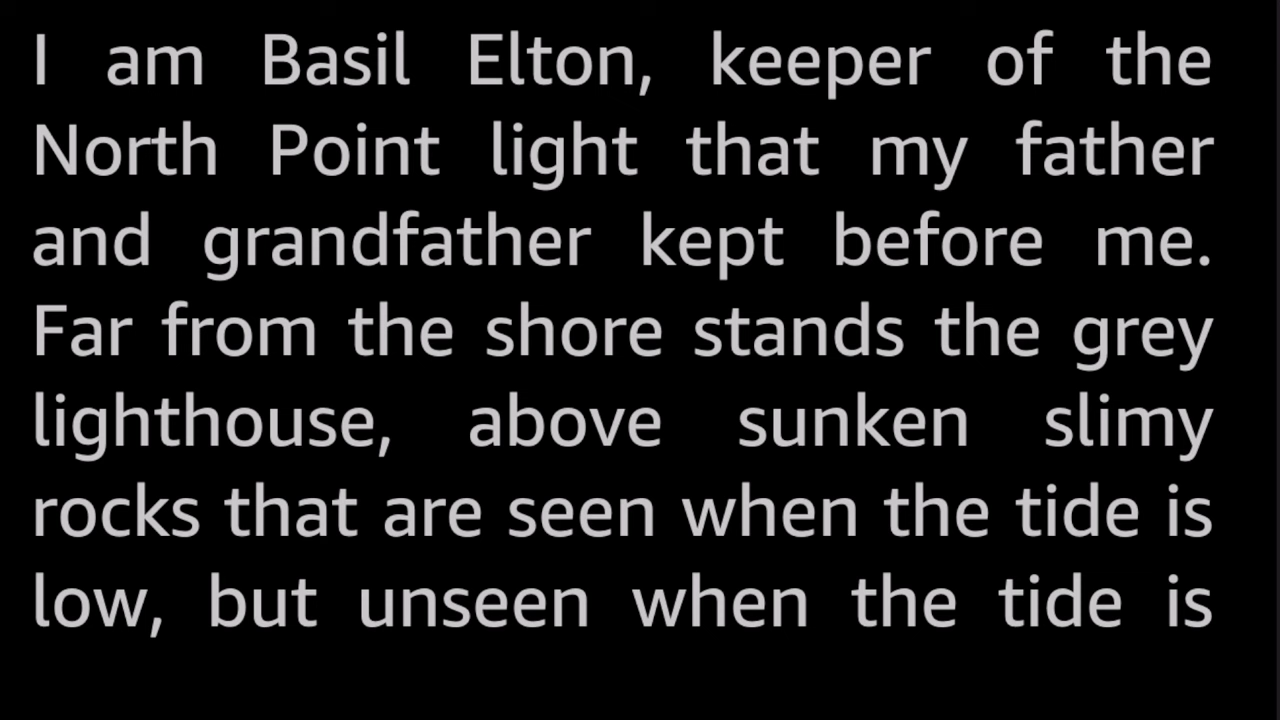 I am Basil Elton, keeper of the
North Point light that my father
and grandfather kept before me.
Far from the shore stands the grey
lighthouse, above sunken slimy
rocks that are seen when the tide is
low, but unseen when the tide is